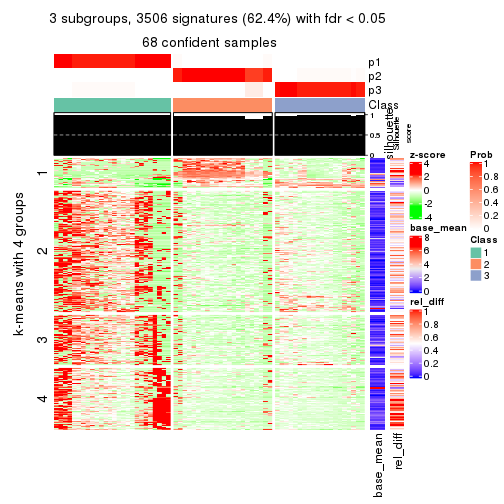 3 subgroups, 3506 signatures (62.4%) with fdr < 0.05
68 confident samples
p1
p2
p3
Class
1
0.5
0
silhouette
Silhouette
score
k-means with 4 groups
1
2
3
4
base_mean
rel_diff
z-score
4
2
0
-2
-4
base_mean
8
6
4
2
0
rel_diff
1
0.8
0.6
0.4
0.2
0
Prob
1
0.8
0.6
0.4
0.2
0
Class
1
2
3